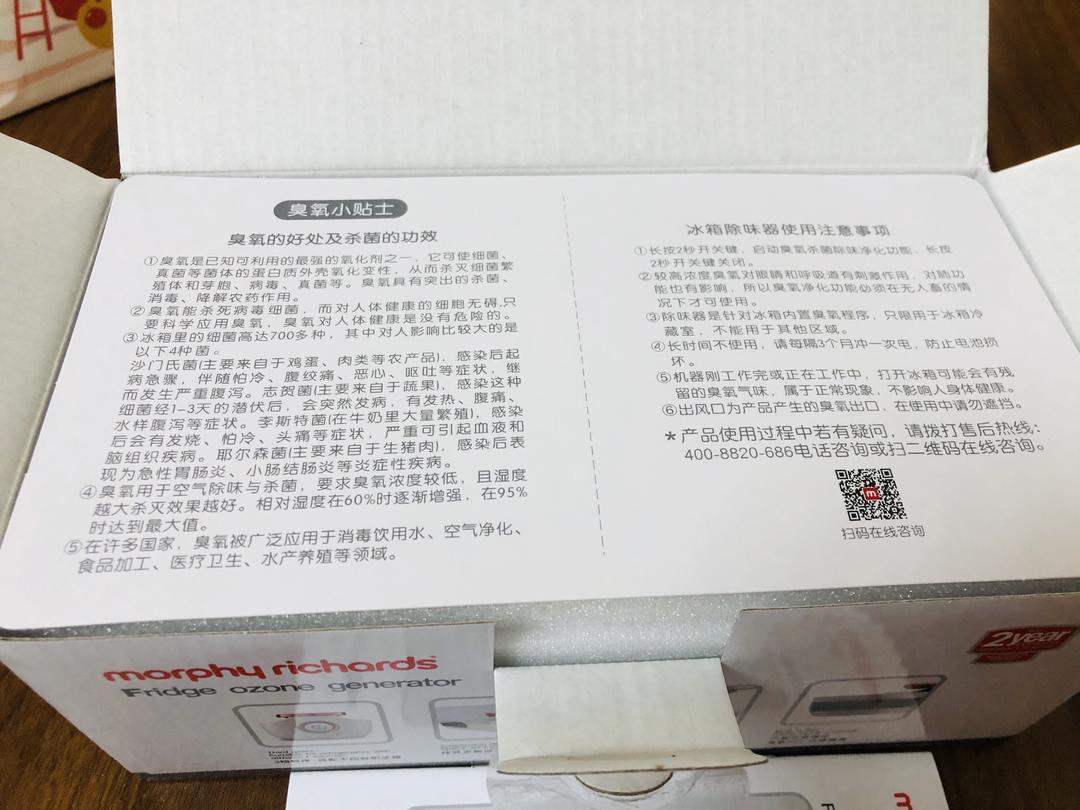 臭氧小贴士
臭氧的好处及杀菌的功效
①臭氧是已知可利用的最强的氧化剂之一，它可使细菌、
真菌等菌体的蛋白质外壳氧化变性，从而杀灭细菌繁
殖体和芽胞、病毒、真菌等。臭氧具有突出的杀菌、
消毒、降解农药作用。
②臭氧能杀死病毒细菌，而对人体健康的细胞无碍,只
要科学应用臭氧，臭氧对人体健康是没有危险的。
③冰箱里的细菌高达700多种，其中对人影响比较大的是
以下4种菌。
沙门氏菌(主要来自于鸡蛋、肉类等农产品)，感染后起
病急骤，伴随怕冷、腹绞痛、恶心、呕吐等症状，继
而发生严重腹泻。志贺菌(主要来自于蔬果)，感染这种
细菌经1-3天的潜伏后，会突然发病，有发热、腹痛、
水样腹泻等症状。李斯特菌(在牛奶里大量繁殖)，感染
后会有发烧、怕冷、头痛等症状，严重可引起血液和
脑组织疾病。耶尔森菌(主要来自于生猪肉)，感染后表
现为急性胃肠炎、小肠结肠炎等炎症性疾病。
④臭氧用于空气除味与杀菌，要求臭氧浓度较低，且湿度
越大杀灭效果越好。相对湿度在60%时逐渐增强，在95%
时达到最大值。
⑤在许多国家，臭氧被广泛应用于消毒饮用水、空气净化、
食品加工、医疗卫生、水产养殖等领域。
冰箱除味器使用注意事项
①长按2秒开关键，启动臭氧杀菌除味净化功能，长按
2秒开关键关闭。
②较高浓度臭氧对眼睛和呼吸道有刺激作用，对肺功
能也有影响，所以臭氧净化功能必须在无人畜的情
况下才可使用。
③除味器是针对冰箱内置臭氧程序，只限用于冰箱冷
藏室，不能用于其他区域。
④长时间不使用，请每隔3个月冲一次电，防止电池损
坏。
⑤机器刚工作完或正在工作中，打开冰箱可能会有残
留的臭氧气味，属于正常现象，不影响人身体健康。
⑥出风口为产品产生的臭氧出口，在使用中请勿遮挡。
*产品使用过程中若有疑问，请拨打售后热线:
400-8820-686电话咨询或扫二维码在线咨询。
扫码在线咨询
morphy richards
Fridge ozone generator
2year